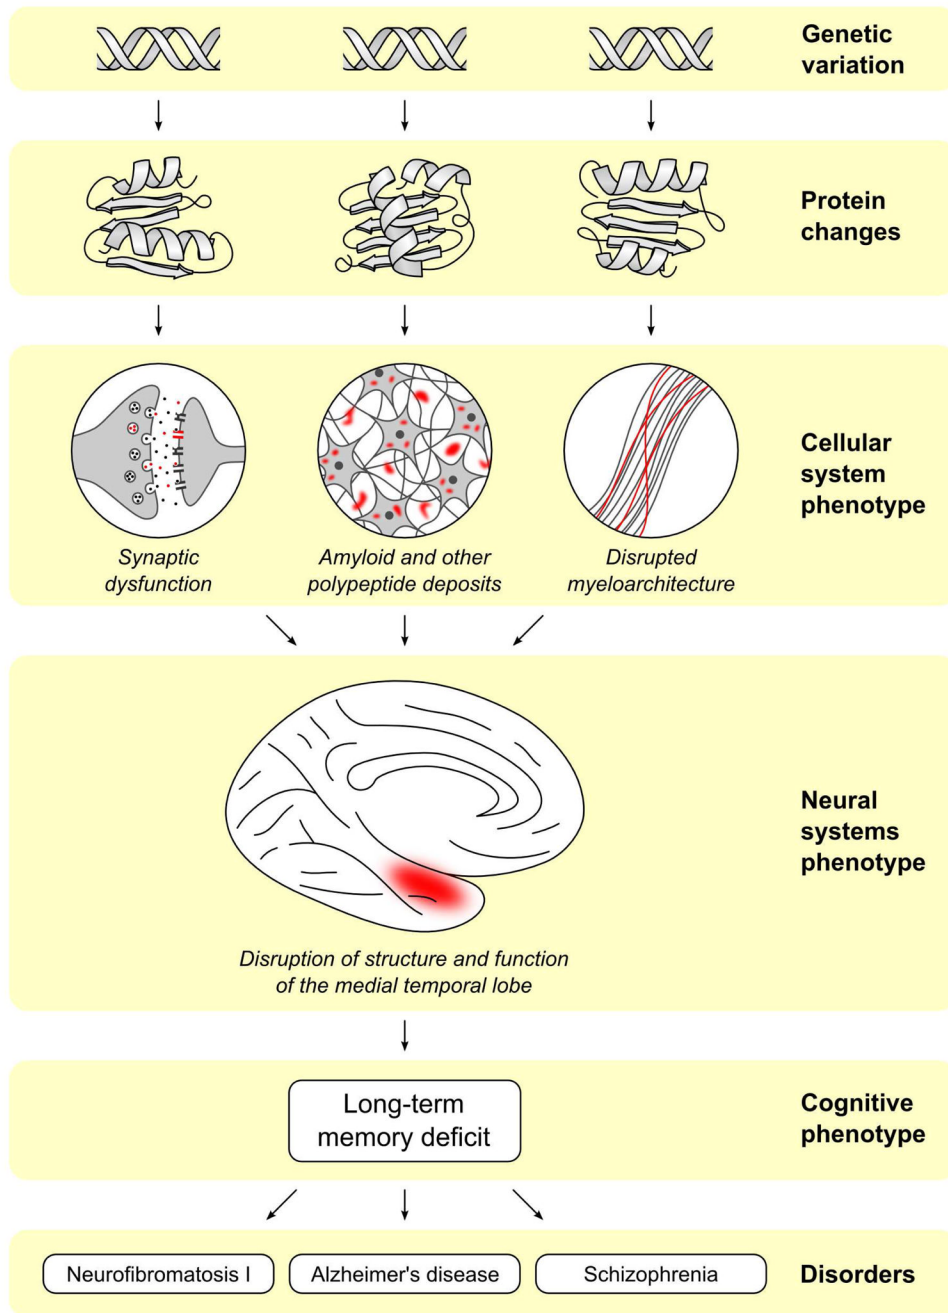 Genetic
variation
Protein
changes
Cellular
system
phenotype
Synaptic
dysfunction
Amyloid and other
polypeptide deposits
Disrupted
myeloarchitecture
Neural
systems
phenotype
Disruption of structure and function
of the medial temporal lobe
Long-term
memory deficit
Cognitive
phenotype
Neurofibromatosis I
Alzheimer's disease
Schizophrenia
Disorders